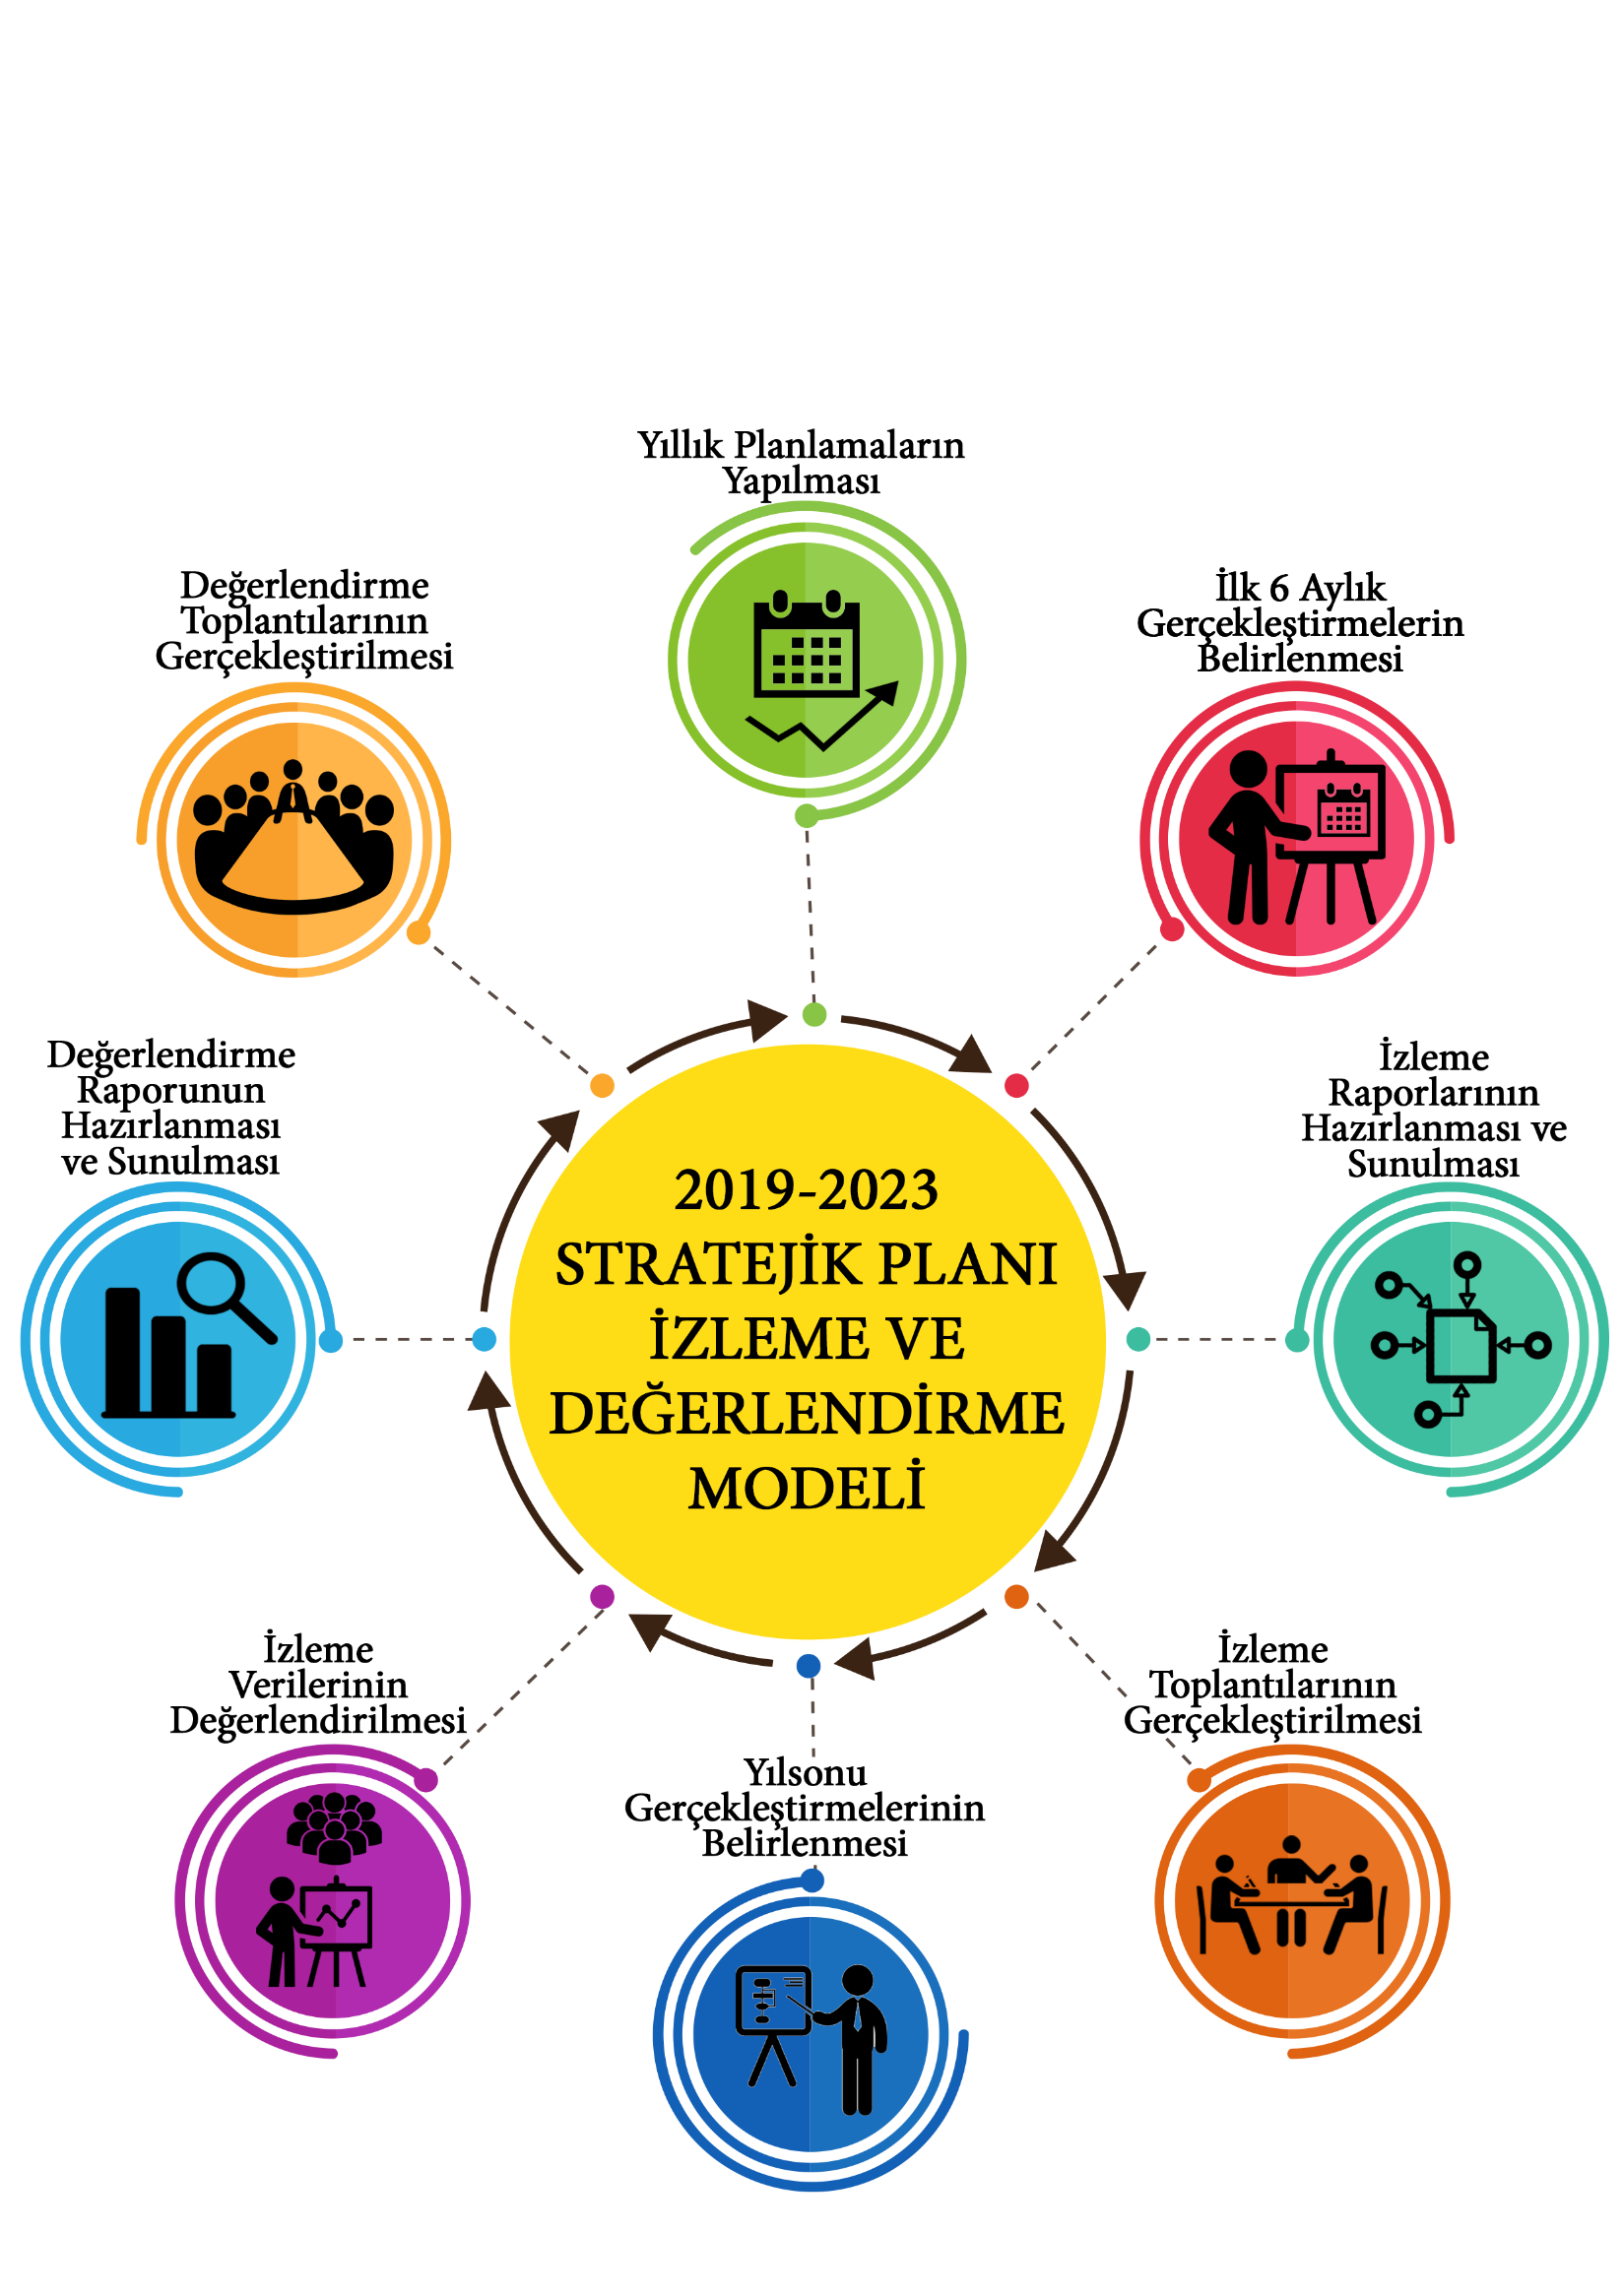 Yıllık Planlamaların
Yapılması
Değerlendirme
Toplantılarının
Gerçekleştirilmesi
İlk 6 Aylık
Gerçekleştirmelerin
Belirlenmesi
Değerlendirme
Raporunun
Hazırlanması
ve Sunulması
İzleme
Raporlarının
Hazırlanması ve
Sunulması
2019-2023
STRATEJİK PLANI
İZLEME VE
DEĞERLENDİRME
MODELİ
İzleme
Verilerinin
Değerlendirilmesi
İzleme
Toplantılarının
Gerçekleştirilmesi
Yılsonu
Gerçekleştirmelerinin
Belirlenmesi